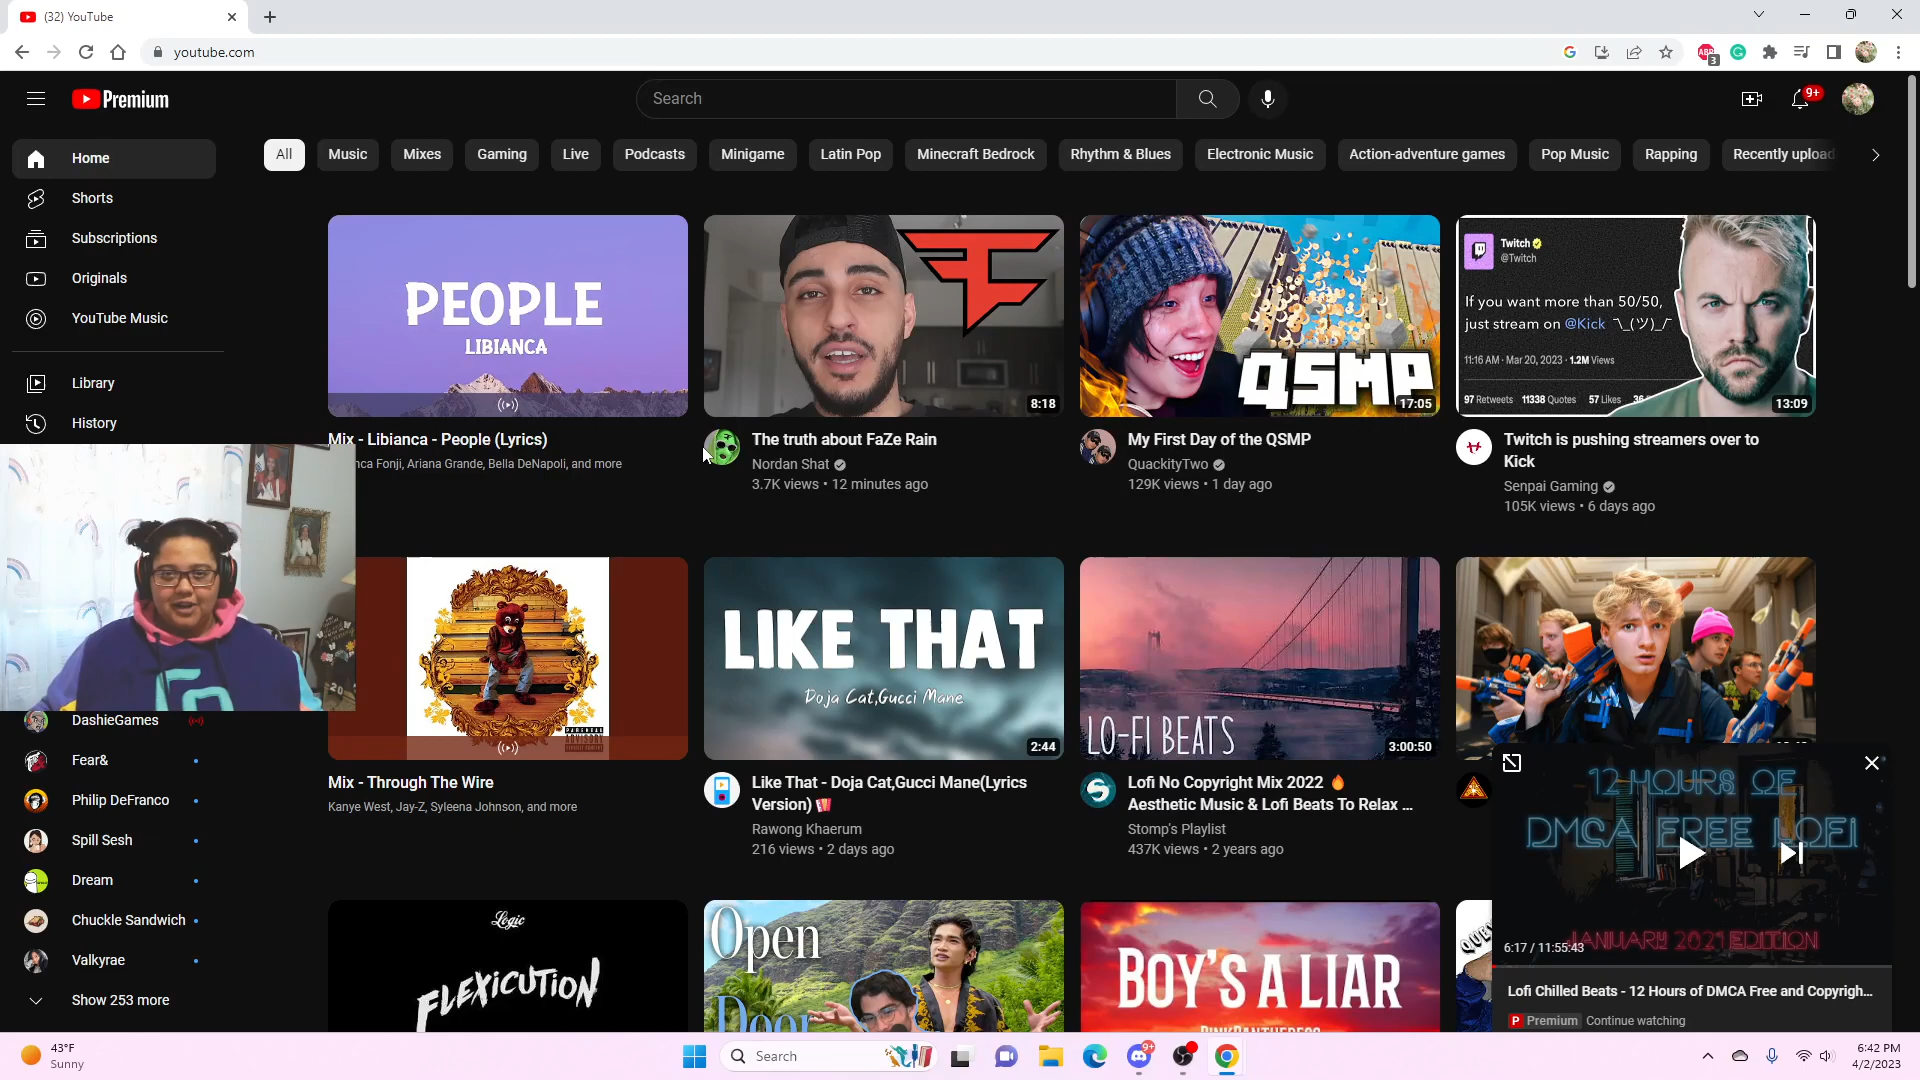 (32) YouTube
youtube.com
ABP
3
Premium
Search
9+
Home
Shorts
Subscriptions
Originals
YouTube Music
Library
History
All
Music
Mixes
Gaming
Live
Podcasts
Minigame
Latin Pop
Minecraft Bedrock
Rhythm & Blues
Electronic Music
Action-adventure games
Pop Music
Rapping
Recently upload
PEOPLE
LIBIANCA
Mix - Libianca - People (Lyrics)
nca Fonji, Ariana Grande, Bella DeNapoli, and more
8:18
The truth about FaZe Rain
Nordan Shat
3.7K views • 12 minutes ago
QSMP
17:05
My First Day of the QSMP
QuackityTwo
129K views • 1 day ago
Twitch
@Twitch
If you want more than 50/50,
just stream on @Kick ¯\_(ツ)_/¯
11:16 AM · Mar 20, 2023 · 1.2M Views
97 Retweets 11338 Quotes 57 Likes 36
13:09
Twitch is pushing streamers over to
Kick
Senpai Gaming
105K views • 6 days ago
Mix - Through The Wire
Kanye West, Jay-Z, Syleena Johnson, and more
LIKE THAT
Doja Cat,Gucci Mane
2:44
Like That - Doja Cat,Gucci Mane(Lyrics
Version)
Rawong Khaerum
216 views • 2 days ago
LO-FI BEATS
3:00:50
Lofi No Copyright Mix 2022 🔥
Aesthetic Music & Lofi Beats To Relax ...
Stomp's Playlist
437K views • 2 years ago
DashieGames
Fear&
Philip DeFranco
Spill Sesh
Dream
Chuckle Sandwich
Valkyrae
Show 253 more
Logic
FLEXICUTION
Open
Door
BOY'S A LIAR
PINKPANTHERESS
12 HOURS OF
DMCA FREE LOFI
JANUARY 2021 EDITION
6:17 / 11:55:43
Lofi Chilled Beats - 12 Hours of DMCA Free and Copyrigh...
P Premium Continue watching
43°F
Sunny
Search
9+
6:42 PM
4/2/2023